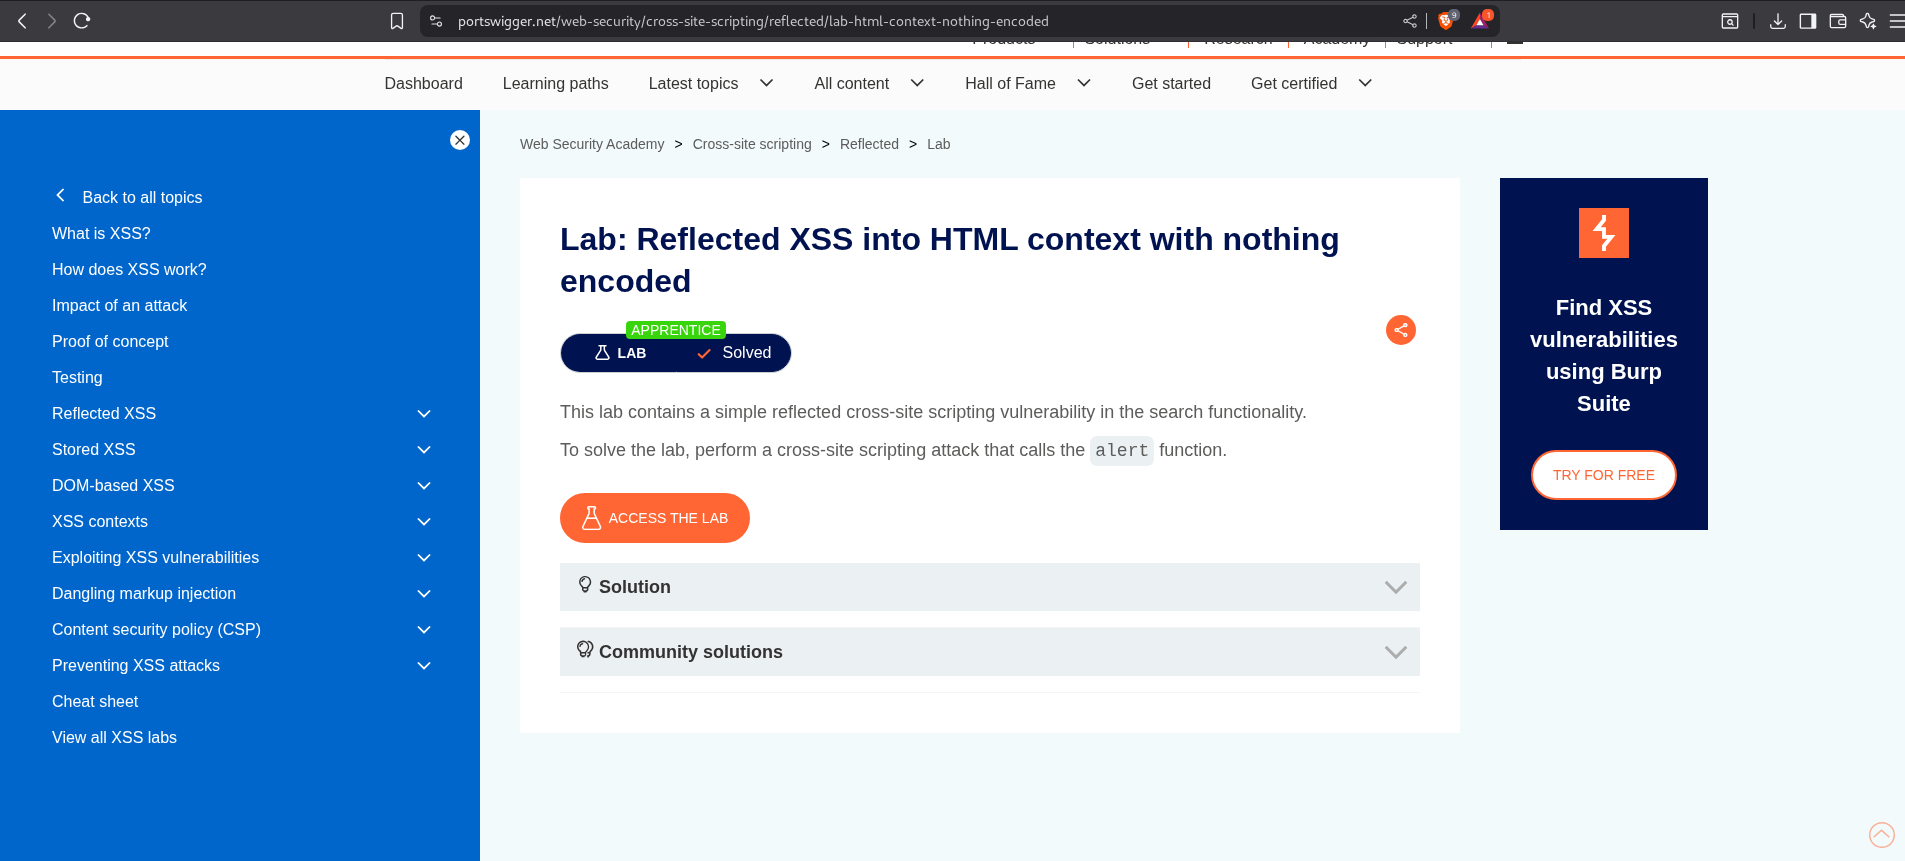 portswigger.net/web-security/cross-site-scripting/reflected/lab-html-context-nothing-encoded
9
1
Products Solutions Research Academy Support
Dashboard Learning paths Latest topics All content Hall of Fame Get started Get certified
Web Security Academy > Cross-site scripting > Reflected > Lab
Back to all topics
What is XSS?
How does XSS work?
Impact of an attack
Proof of concept
Testing
Reflected XSS
Stored XSS
DOM-based XSS
XSS contexts
Exploiting XSS vulnerabilities
Dangling markup injection
Content security policy (CSP)
Preventing XSS attacks
Cheat sheet
View all XSS labs
Lab: Reflected XSS into HTML context with nothing
encoded
APPRENTICE
LAB Solved
This lab contains a simple reflected cross-site scripting vulnerability in the search functionality.
To solve the lab, perform a cross-site scripting attack that calls the alert function.
ACCESS THE LAB
Solution
Community solutions
Find XSS
vulnerabilities
using Burp
Suite
TRY FOR FREE